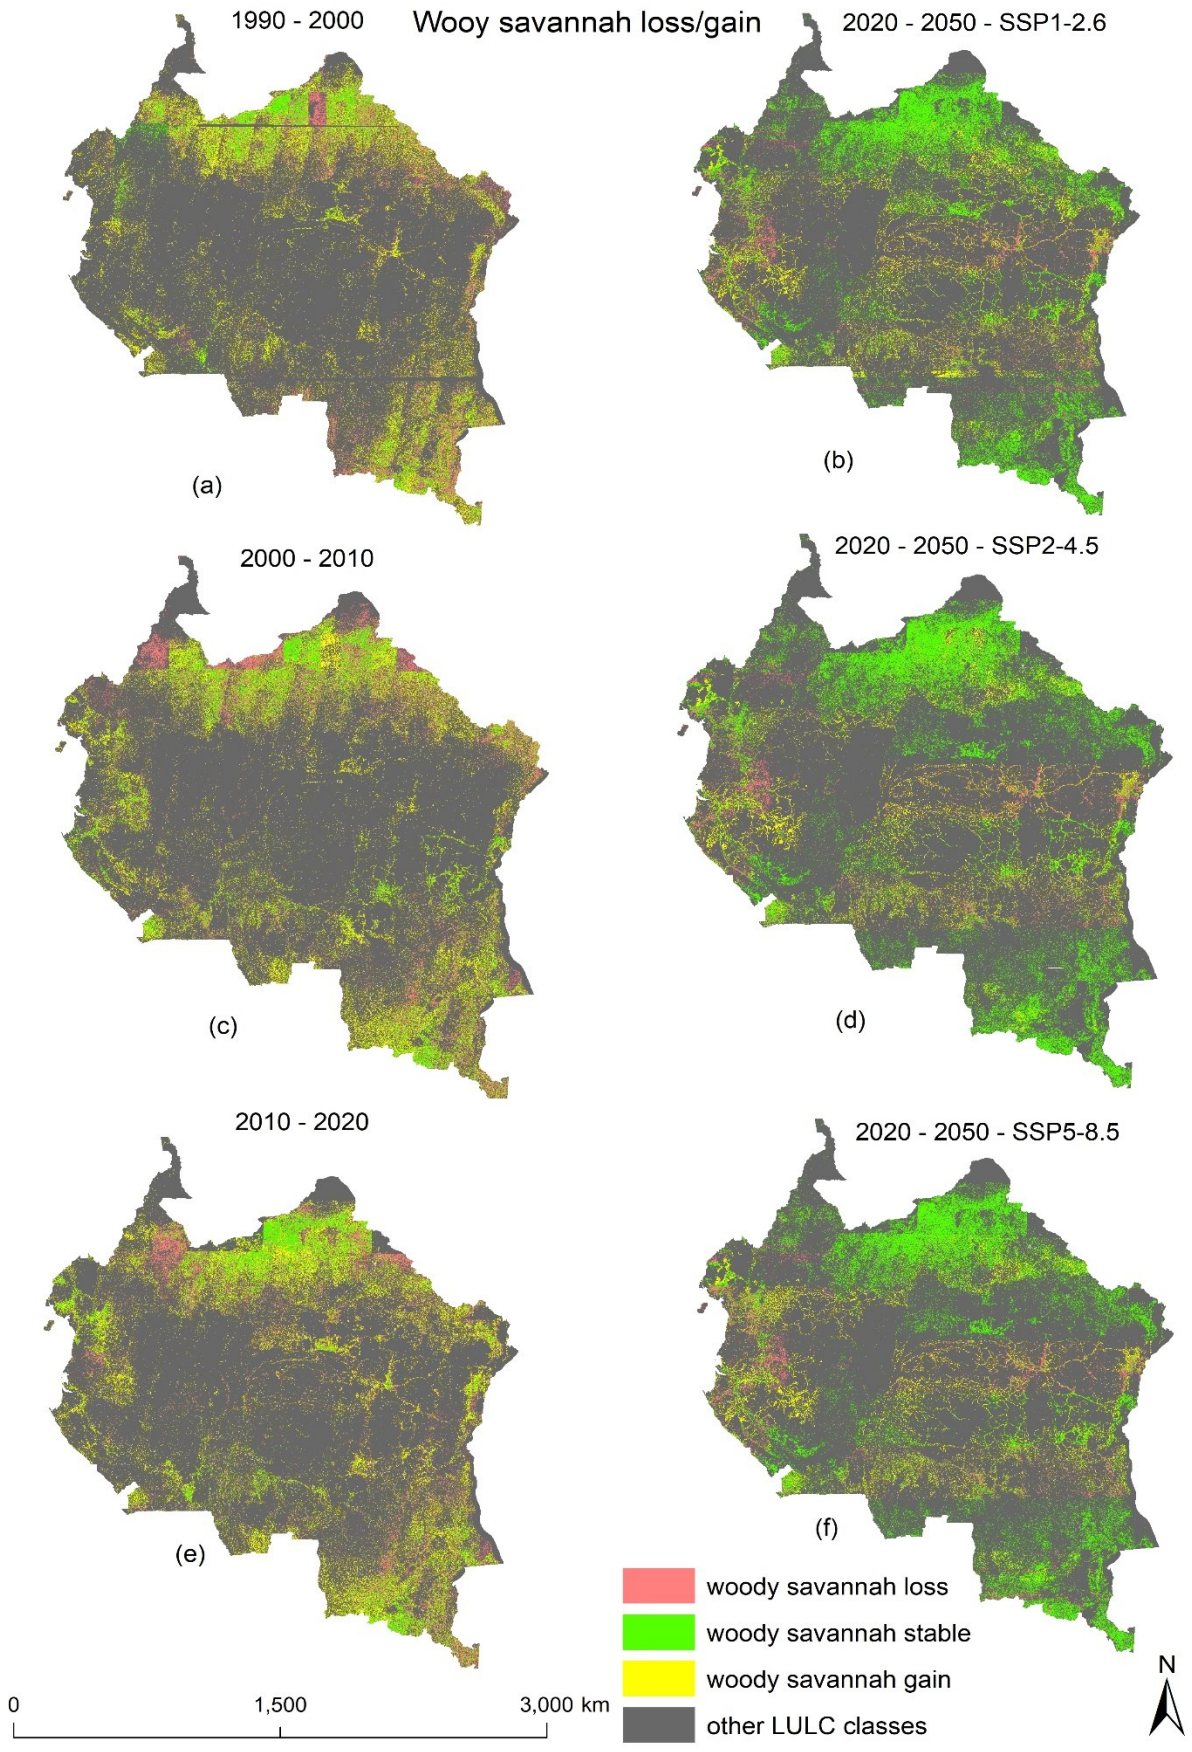 1990 - 2000
Wooy savannah loss/gain
2020 - 2050 - SSP1-2.6
(a)
(b)
2000 - 2010
2020 - 2050 - SSP2-4.5
(c)
(d)
2010 - 2020
2020 - 2050 - SSP5-8.5
(e)
(f)
woody savannah loss
woody savannah stable
woody savannah gain
other LULC classes
0 1,500 3,000 km
N